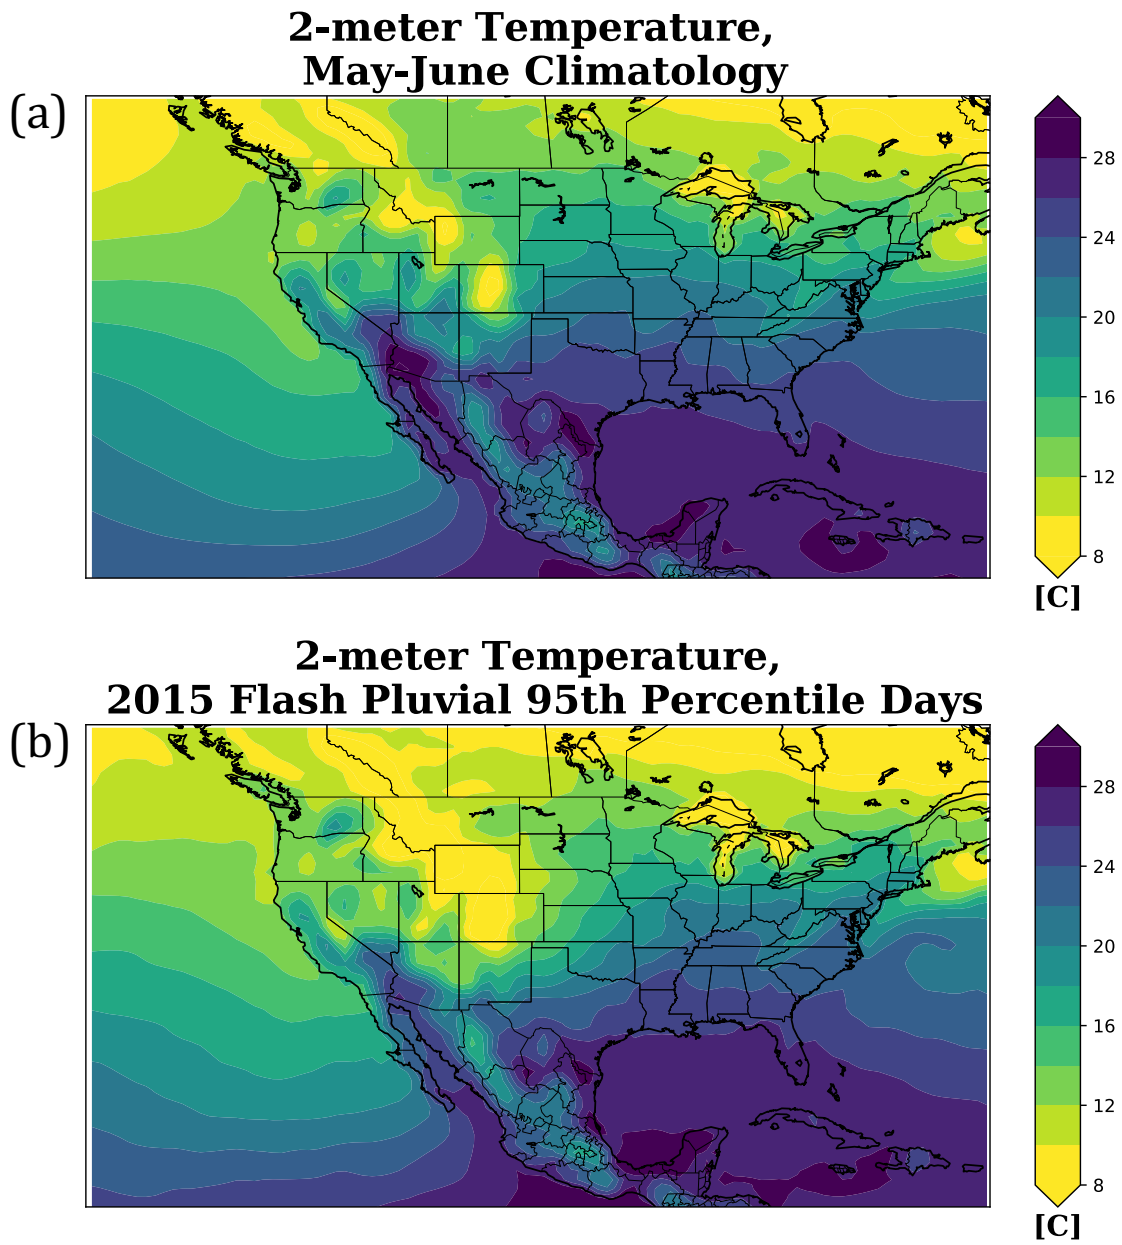 2-meter Temperature,
May-June Climatology
(a)
28
24
20
16
12
8
[C]
2-meter Temperature,
2015 Flash Pluvial 95th Percentile Days
(b)
28
24
20
16
12
8
[C]